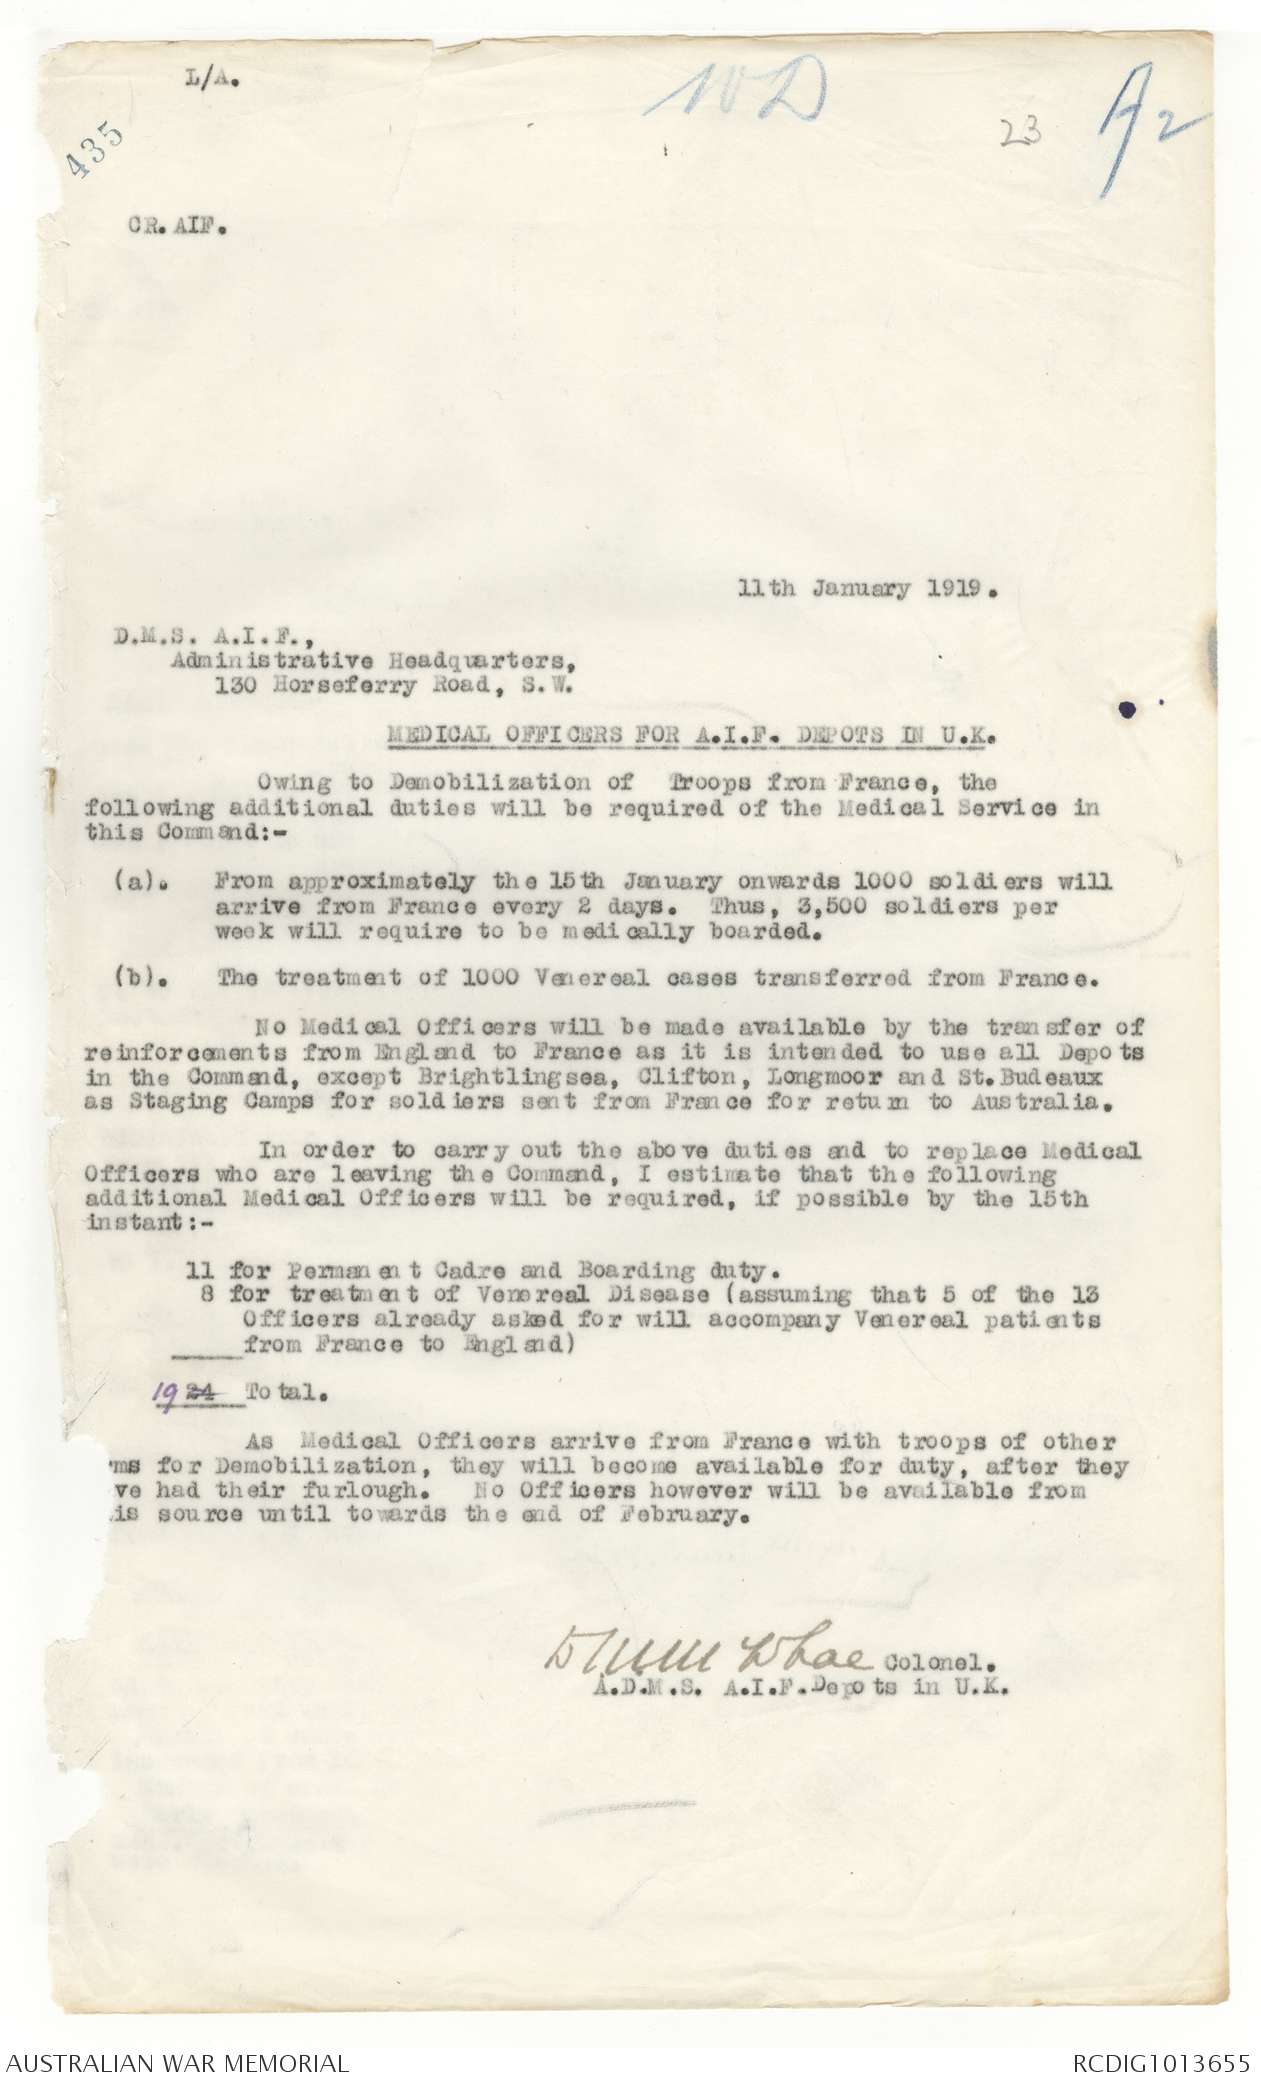 L/A.
WD
23
A2
435
CR. AIF.
11th January 1919.
D.M.S. A.I.F.,
Administrative Headquarters,
130 Horseferry Road, S.W.
MEDICAL OFFICERS FOR A.I.F. DEPOTS IN U.K.
Owing to Demobilization of Troops from France, the
following additional duties will be required of the Medical Service in
this Command:-
(a). From approximately the 15th January onwards 1000 soldiers will
arrive from France every 2 days. Thus, 3,500 soldiers per
week will require to be medically boarded.
(b). The treatment of 1000 Venereal cases transferred from France.
No Medical Officers will be made available by the transfer of
reinforcements from England to France as it is intended to use all Depots
in the Command, except Brightlingsea, Clifton, Longmoor and St.Budeaux
as Staging Camps for soldiers sent from France for return to Australia.
In order to carry out the above duties and to replace Medical
Officers who are leaving the Command, I estimate that the following
additional Medical Officers will be required, if possible by the 15th
instant:-
11 for Permanent Cadre and Boarding duty.
8 for treatment of Venereal Disease (assuming that 5 of the 13
Officers already asked for will accompany Venereal patients
from France to England)
19 24 Total.
As Medical Officers arrive from France with troops of other
ms for Demobilization, they will become available for duty, after they
ve had their furlough. No Officers however will be available from
is source until towards the end of February.
Colonel.
A.D.M.S. A.I.F.Depots in U.K.
AUSTRALIAN WAR MEMORIAL
RCDIG1013655